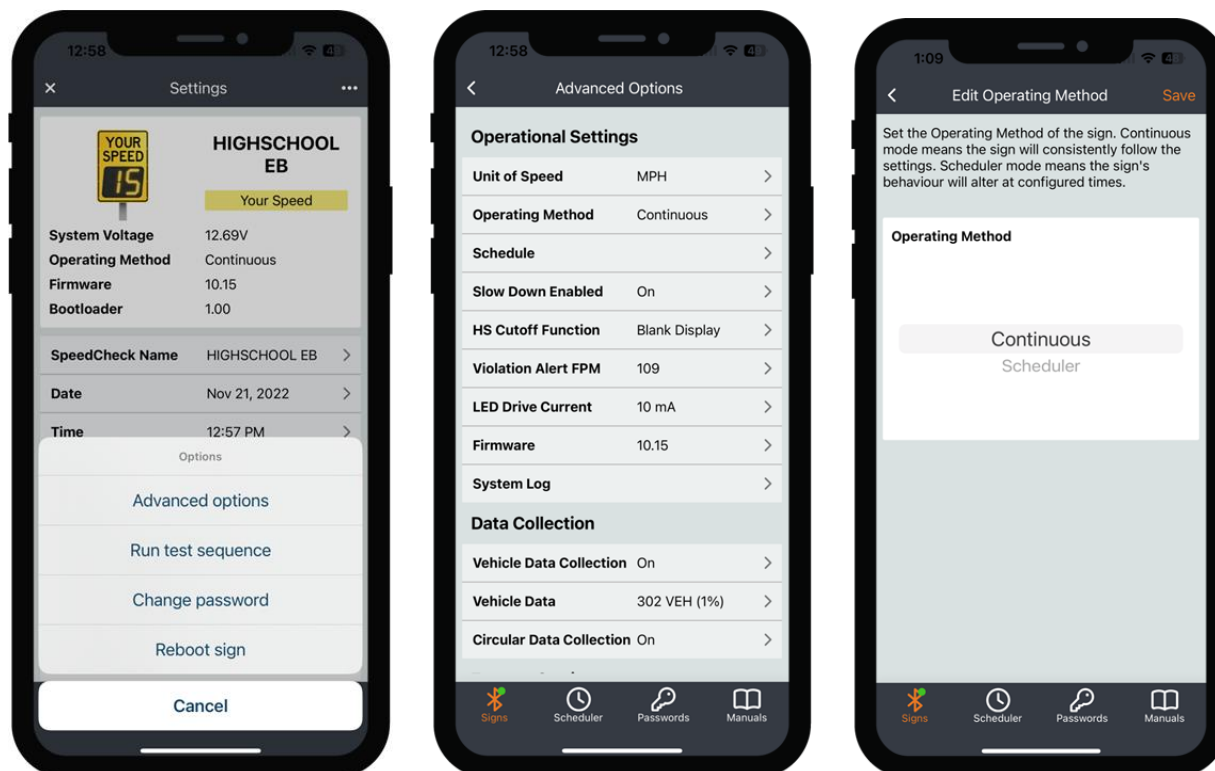 12:58
Settings
YOUR
SPEED
15
HIGHSCHOOL
EB
Your Speed
System Voltage 12.69V
Operating Method Continuous
Firmware 10.15
Bootloader 1.00
SpeedCheck Name HIGHSCHOOL EB
Date Nov 21, 2022
Time 12:57 PM
Options
Advanced options
Run test sequence
Change password
Reboot sign
Cancel
12:58
Advanced Options
Operational Settings
Unit of Speed MPH
Operating Method Continuous
Schedule
Slow Down Enabled On
HS Cutoff Function Blank Display
Violation Alert FPM 109
LED Drive Current 10 mA
Firmware 10.15
System Log
Data Collection
Vehicle Data Collection On
Vehicle Data 302 VEH (1%)
Circular Data Collection On
Signs Scheduler Passwords Manuals
1:09
Edit Operating Method Save
Set the Operating Method of the sign. Continuous
mode means the sign will consistently follow the
settings. Scheduler mode means the sign's
behaviour will alter at configured times.
Operating Method
Continuous
Scheduler
Signs Scheduler Passwords Manuals